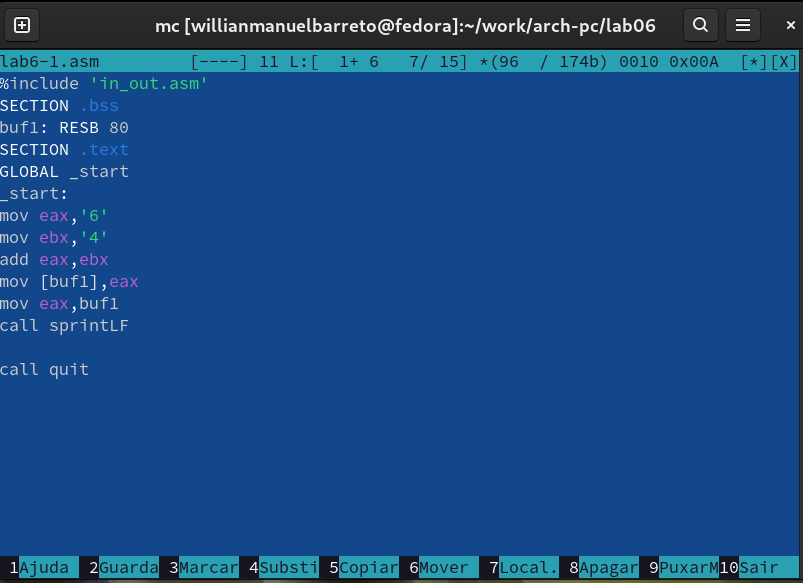 mc [willianmanuelbarreto@fedora]:~/work/arch-pc/lab06
lab6-1.asm [----] 11 L:[ 1+ 6 7/ 15] *(96 / 174b) 0010 0x00A [*][X]
%include 'in_out.asm'
SECTION .bss
buf1: RESB 80
SECTION .text
GLOBAL _start
_start:
mov eax,'6'
mov ebx,'4'
add eax,ebx
mov [buf1],eax
mov eax,buf1
call sprintLF
call quit
1Ajuda 2Guarda 3Marcar 4Substi 5Copiar 6Mover 7Local. 8Apagar 9PuxarM 10Sair